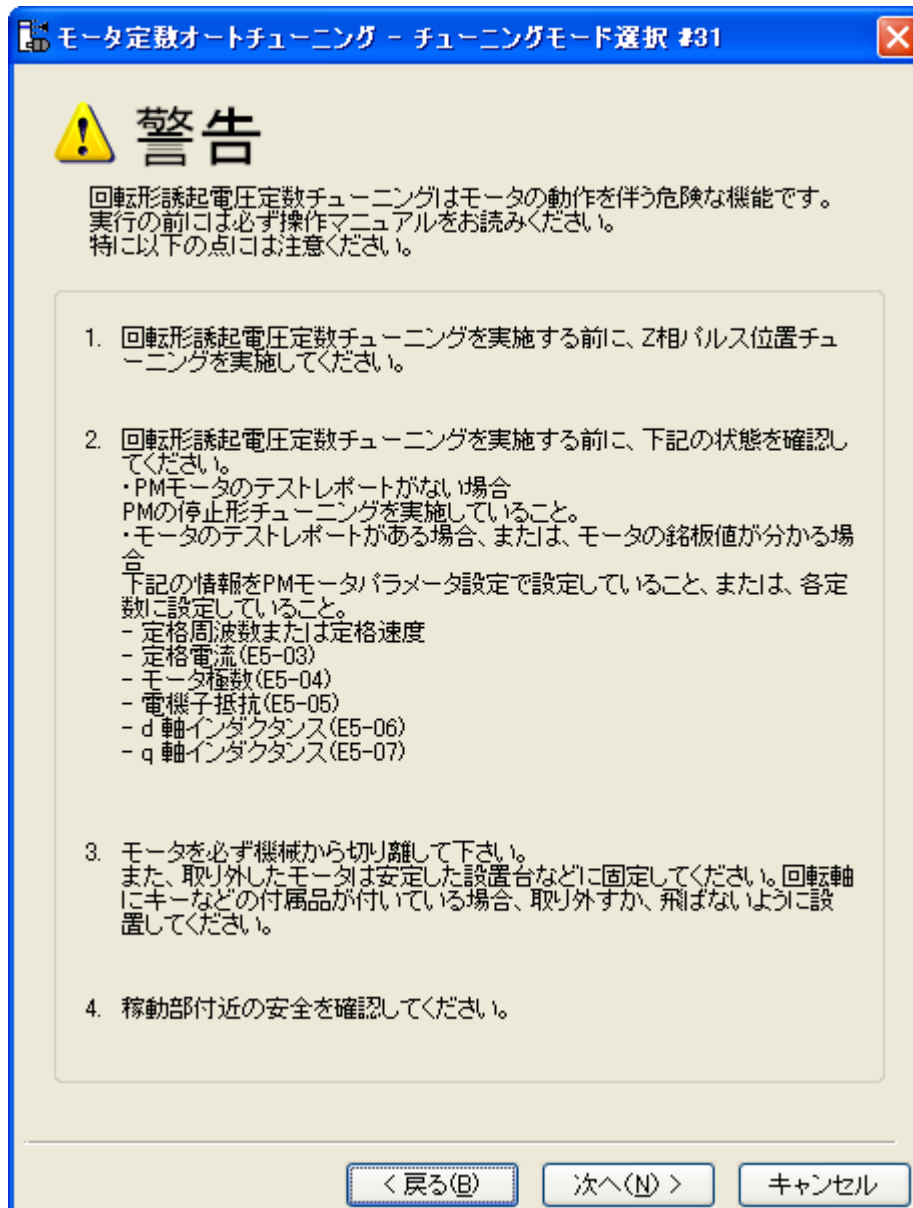 モータ定数オートチューニング - チューニングモード選択 #31
警告
回転形誘起電圧定数チューニングはモータの動作を伴う危険な機能です。
実行の前には必ず操作マニュアルをお読みください。
特に以下の点にはご注意ください。
1. 回転形誘起電圧定数チューニングを実施する前に、Z相パルス位置チュ
ーニングを実施してください。
2. 回転形誘起電圧定数チューニングを実施する前に、下記の状態を確認し
てください。
・PMモータのテストレポートがない場合
PMの停止形チューニングを実施していること。
・モータのテストレポートがある場合、または、モータの銘板値が分かる場
合
下記の情報をPMモータパラメータ設定で設定していること、または、各定
数に設定していること。
- 定格周波数または定格速度
- 定格電流(E5-03)
- モータ極数(E5-04)
- 電機子抵抗(E5-05)
- d 軸インダクタンス(E5-06)
- q 軸インダクタンス(E5-07)
3. モータを必ず機械から切り離して下さい。
また、取り外したモータは安定した設置台などに固定してください。回転軸
にキーなどの付属品が付いている場合、取り外すか、飛ばないように設
置してください。
4. 稼動部付近の安全を確認してください。
< 戻る(B) 次へ(N) > キャンセル